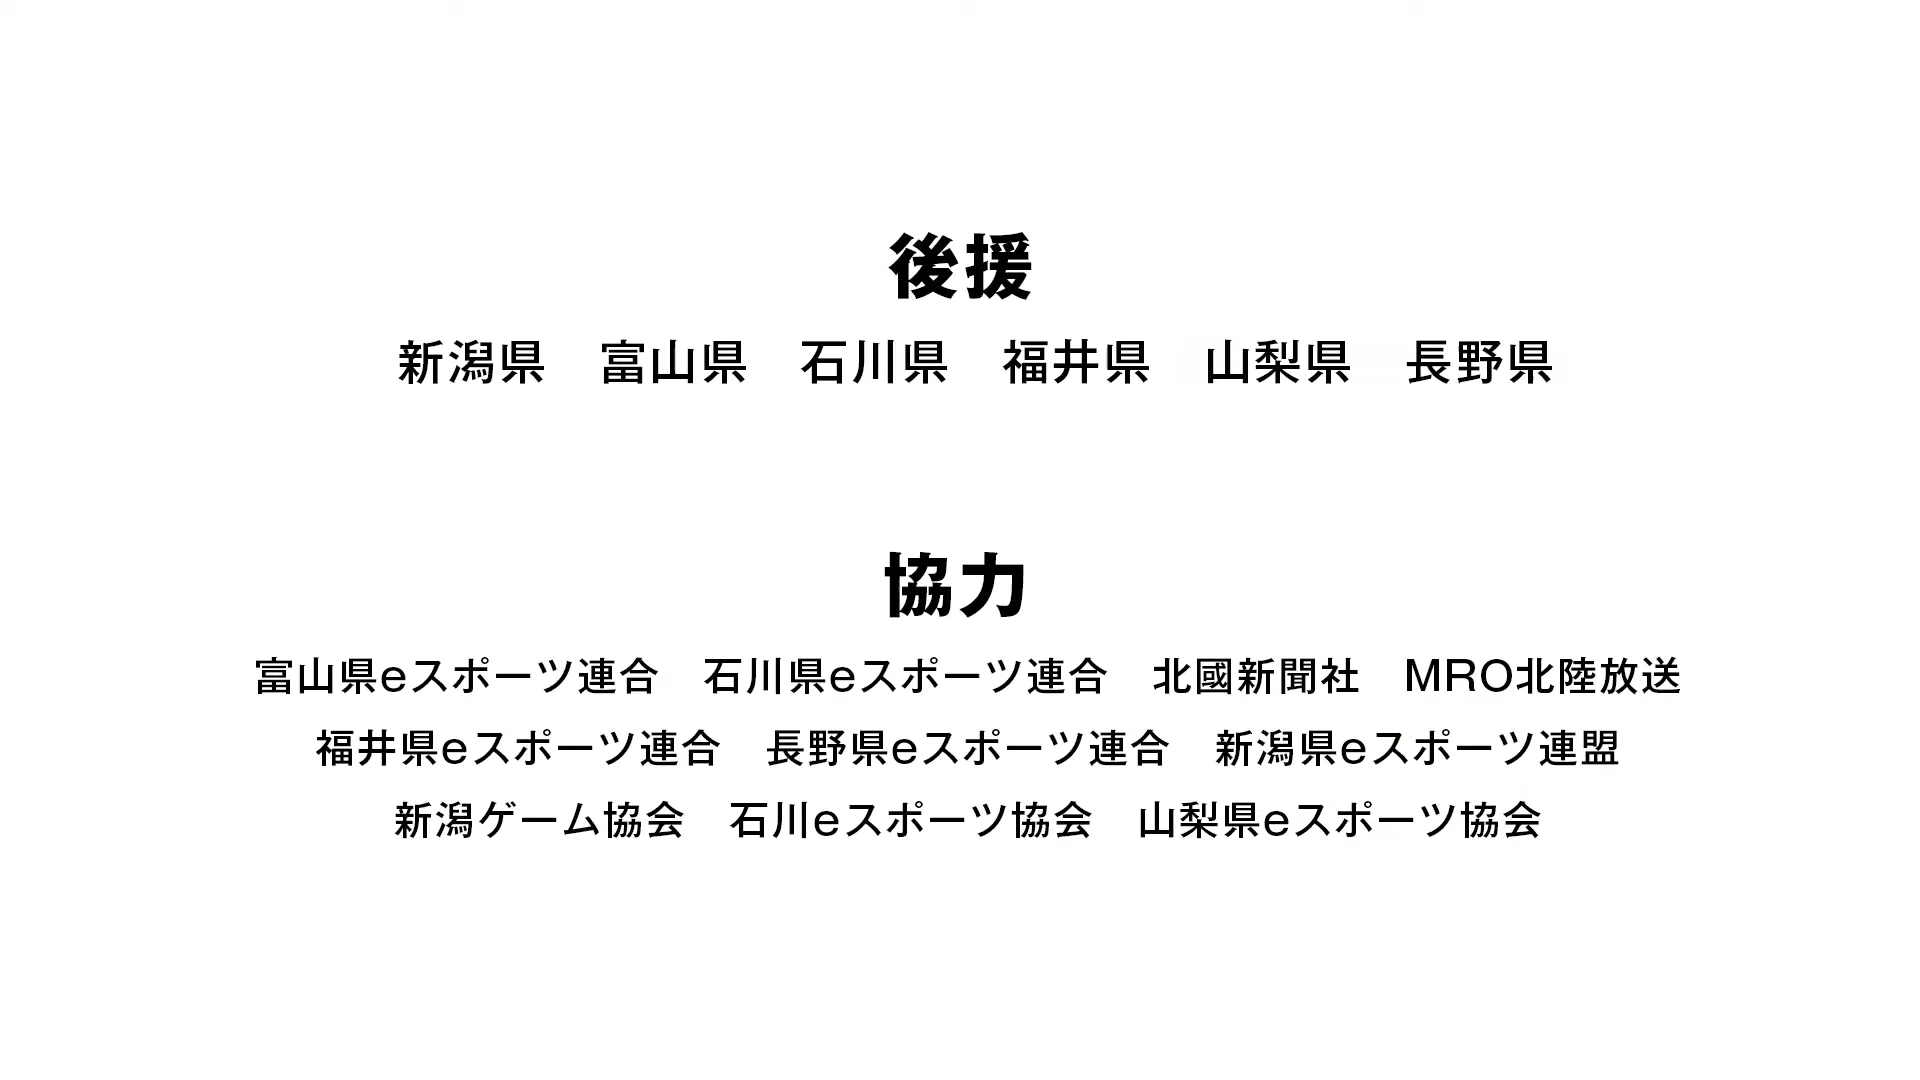 後援
新潟県　富山県　石川県　福井県　山梨県　長野県
協力
富山県eスポーツ連合　石川県eスポーツ連合　北國新聞社　MRO北陸放送
福井県eスポーツ連合　長野県eスポーツ連合　新潟県eスポーツ連盟
新潟ゲーム協会　石川eスポーツ協会　山梨県eスポーツ協会